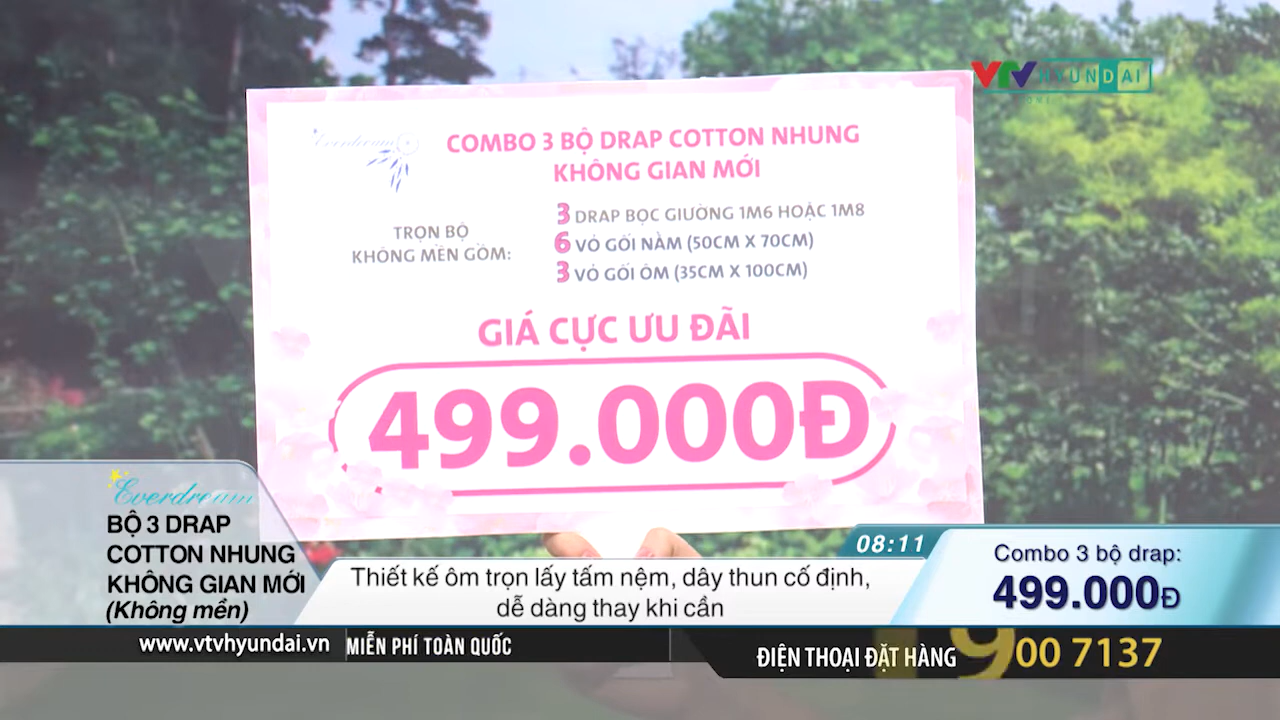 VTV HYUNDAI
Everdream
COMBO 3 BỘ DRAP COTTON NHUNG
KHÔNG GIAN MỚI
TRỌN BỘ
KHÔNG MỀN GỒM:
3 DRAP BỌC GIƯỜNG 1M6 HOẶC 1M8
6 VỎ GỐI NẰM (50CM X 70CM)
3 VỎ GỐI ÔM (35CM X 100CM)
GIÁ CỰC ƯU ĐÃI
499.000Đ
Everdream
BỘ 3 DRAP
COTTON NHUNG
KHÔNG GIAN MỚI
(Không mền)
08:11
Thiết kế ôm trọn lấy tấm nệm, dây thun cố định,
dễ dàng thay khi cần
Combo 3 bộ drap:
499.000Đ
www.vtvhyundai.vn
MIỄN PHÍ TOÀN QUỐC
ĐIỆN THOẠI ĐẶT HÀNG 1900 7137